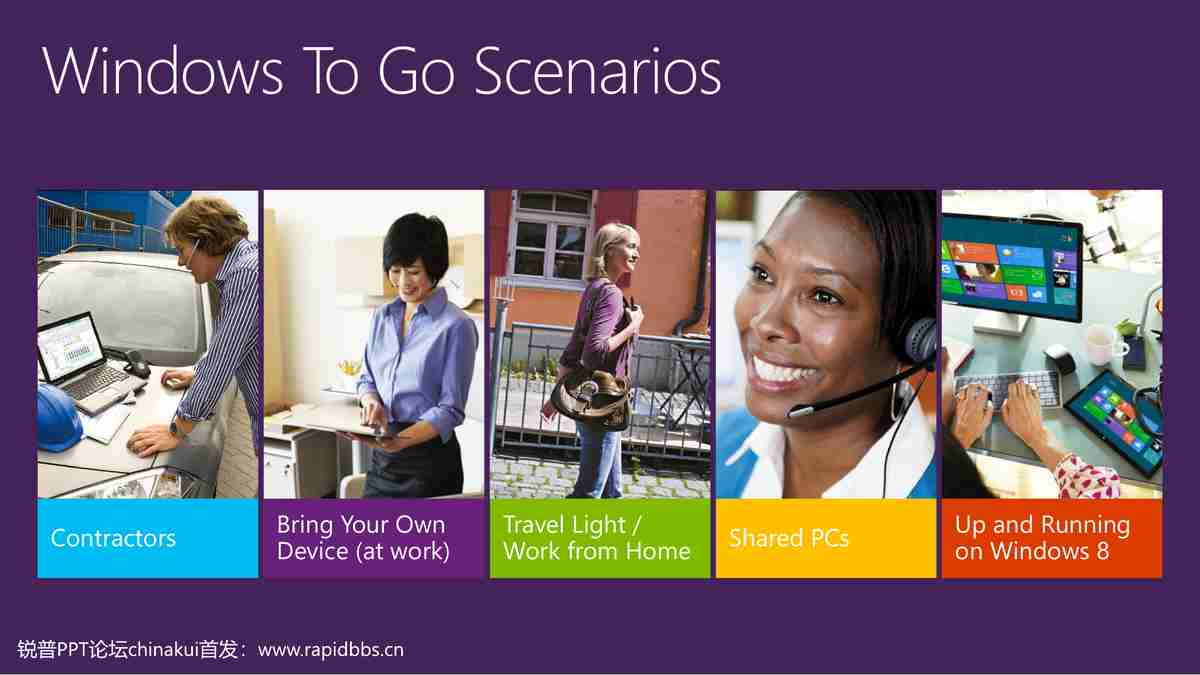 Windows To Go Scenarios
Contractors
Bring Your Own
Device (at work)
Travel Light /
Work from Home
Shared PCs
Up and Running
on Windows 8
锐普PPT论坛chinakui首发：www.rapidbbs.cn